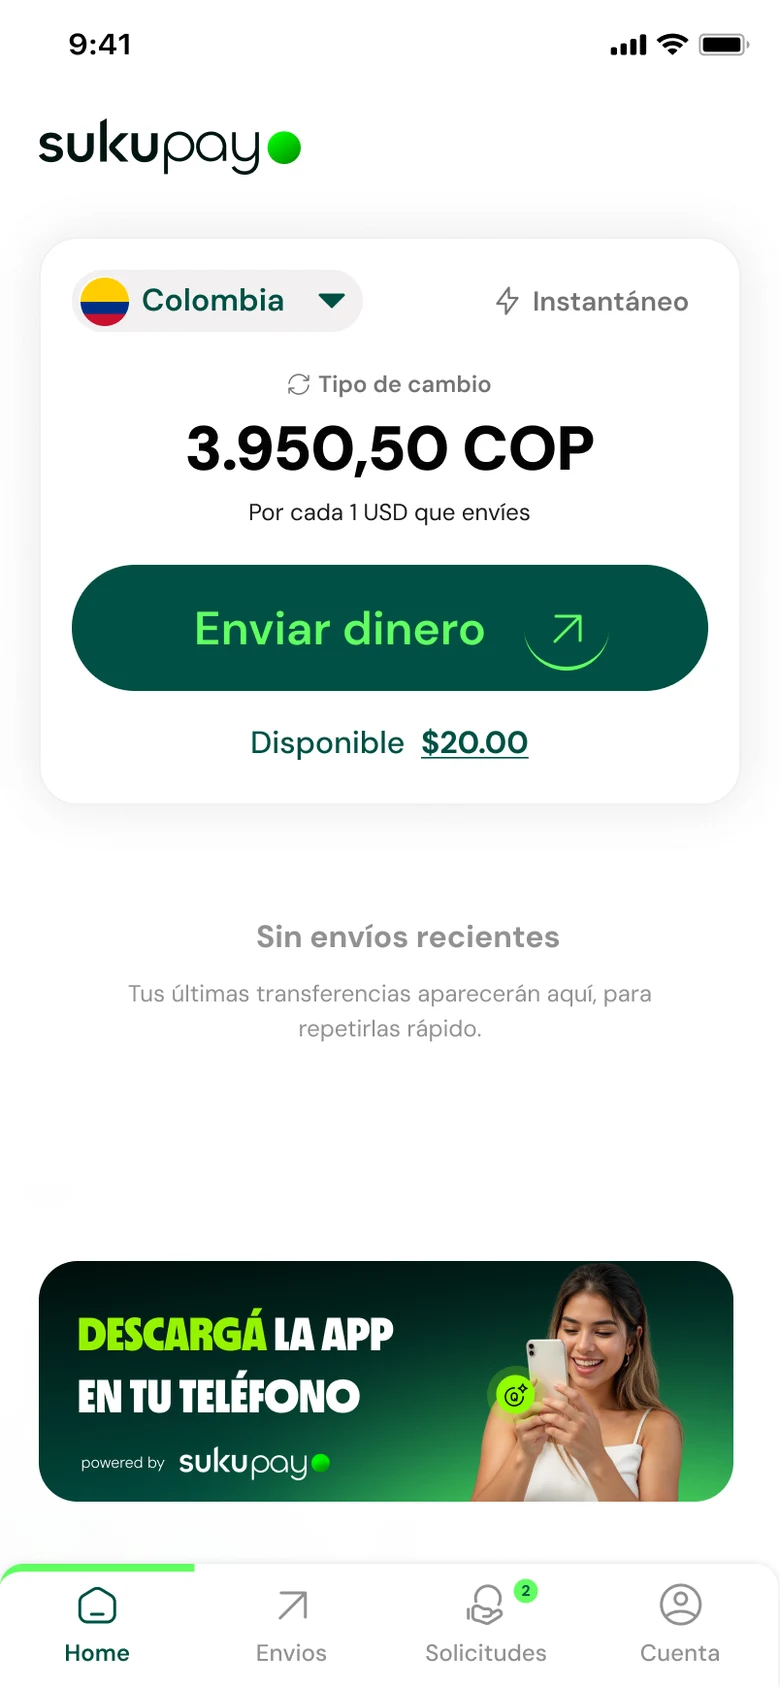 9:41
sukupay
Colombia
Instantáneo
Tipo de cambio
3.950,50 COP
Por cada 1 USD que envíes
Enviar dinero
Disponible $20.00
Sin envíos recientes
Tus últimas transferencias aparecerán aquí, para
repetirlas rápido.
DESCARGÁ LA APP
EN TU TELÉFONO
powered by sukupay
2
Home
Envios
Solicitudes
Cuenta